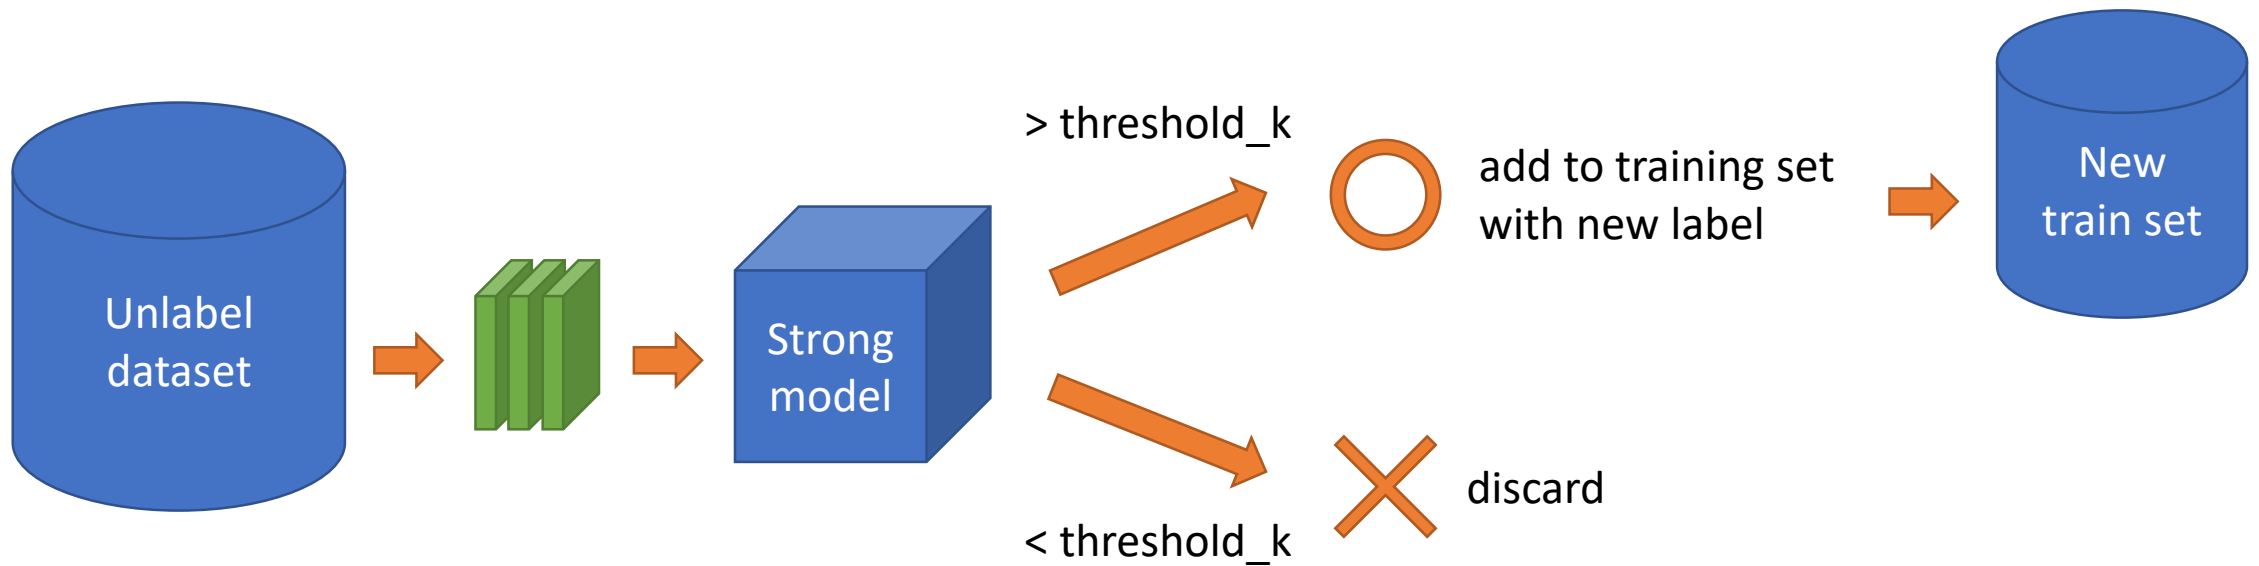 Unlabel
dataset
Strong
model
> threshold_k
add to training set
with new label
New
train set
< threshold_k
discard